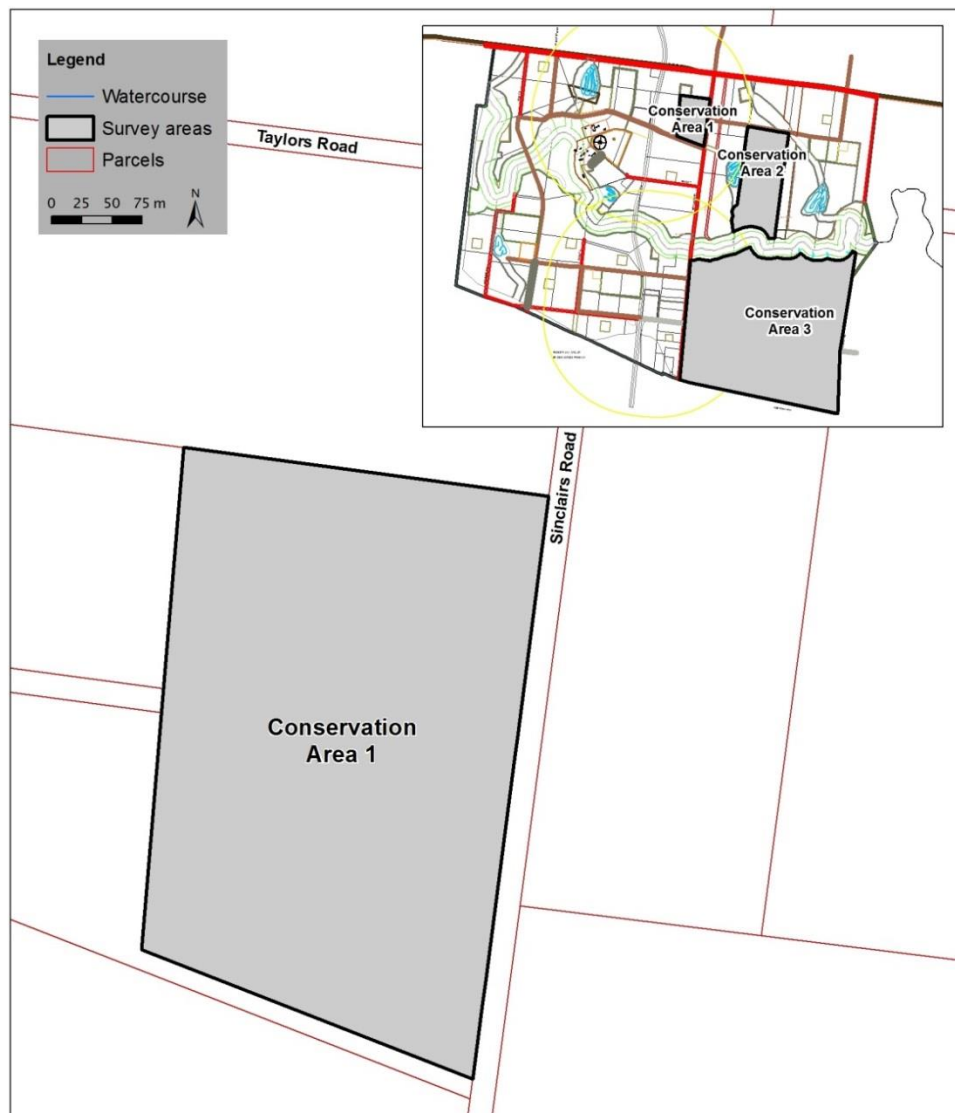 Legend
Watercourse
Survey areas
Parcels
0 25 50 75 m
N
Taylors Road
Conservation
Area 1
Conservation
Area 2
Conservation
Area 3
Sinclairs Road
Conservation
Area 1